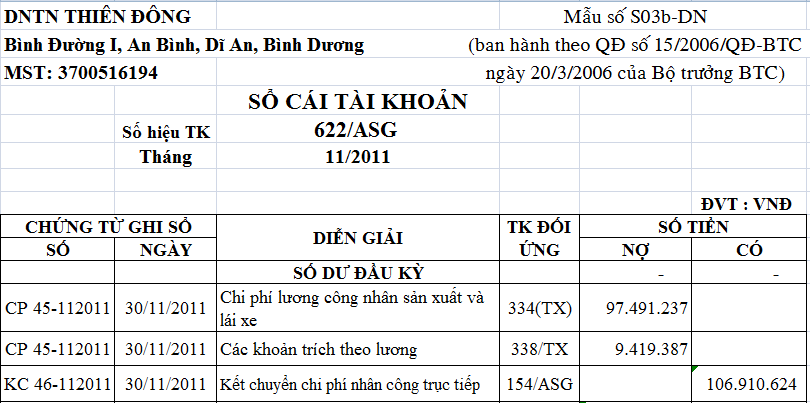 DNTN THIÊN ĐÔNG Mẫu số S03b-DN
Bình Đường I, An Bình, Dĩ An, Bình Dương (ban hành theo QĐ số 15/2006/QĐ-BTC
MST: 3700516194 ngày 20/3/2006 của Bộ trưởng BTC)
SỔ CÁI TÀI KHOẢN
Số hiệu TK 622/ASG
Tháng 11/2011
ĐVT : VNĐ
CHỨNG TỪ GHI SỔ DIỄN GIẢI TK ĐỐI ỨNG SỐ TIỀN
SỐ NGÀY NỢ CÓ
SỐ DƯ ĐẦU KỲ - -
CP 45-112011 30/11/2011 Chi phí lương công nhân sản xuất và lái xe 334(TX) 97.491.237
CP 45-112011 30/11/2011 Các khoản trích theo lương 338/TX 9.419.387
KC 46-112011 30/11/2011 Kết chuyển chi phí nhân công trực tiếp 154/ASG 106.910.624